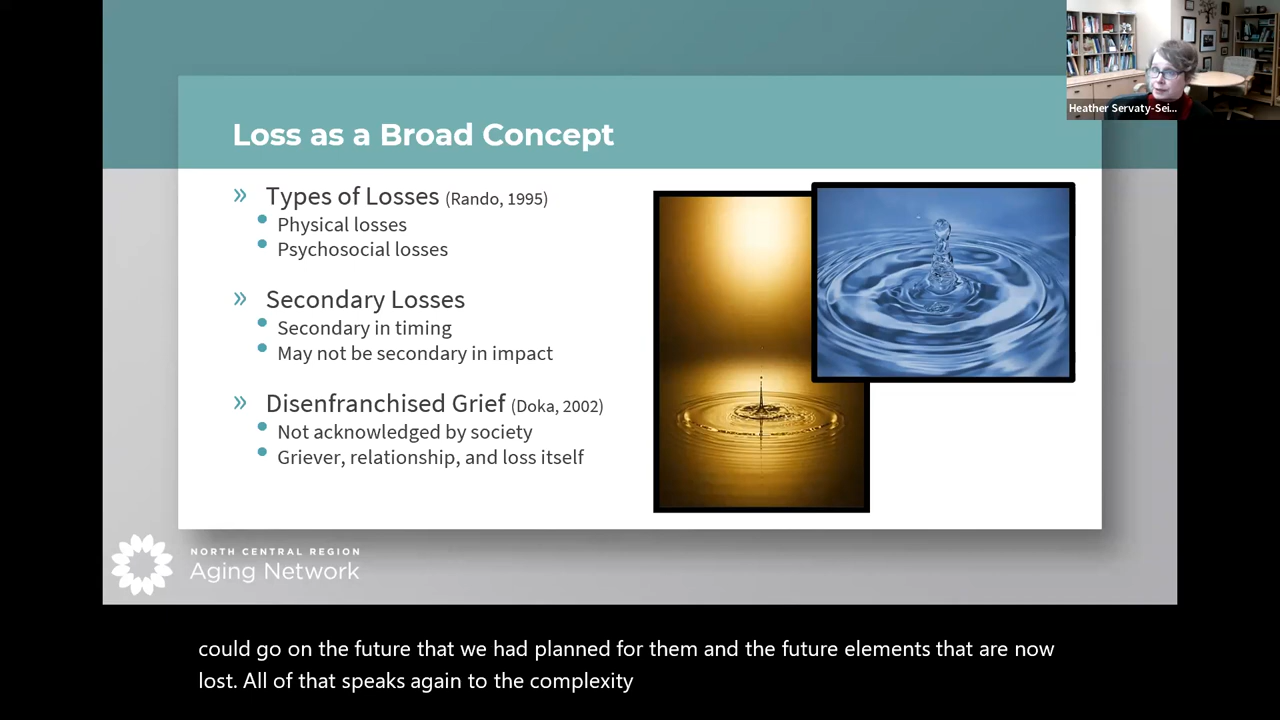 Heather Servaty-Sei...
Loss as a Broad Concept
» Types of Losses (Rando, 1995)
• Physical losses
• Psychosocial losses
» Secondary Losses
• Secondary in timing
• May not be secondary in impact
» Disenfranchised Grief (Doka, 2002)
• Not acknowledged by society
• Griever, relationship, and loss itself
NORTH CENTRAL REGION
Aging Network
could go on the future that we had planned for them and the future elements that are now
lost. All of that speaks again to the complexity